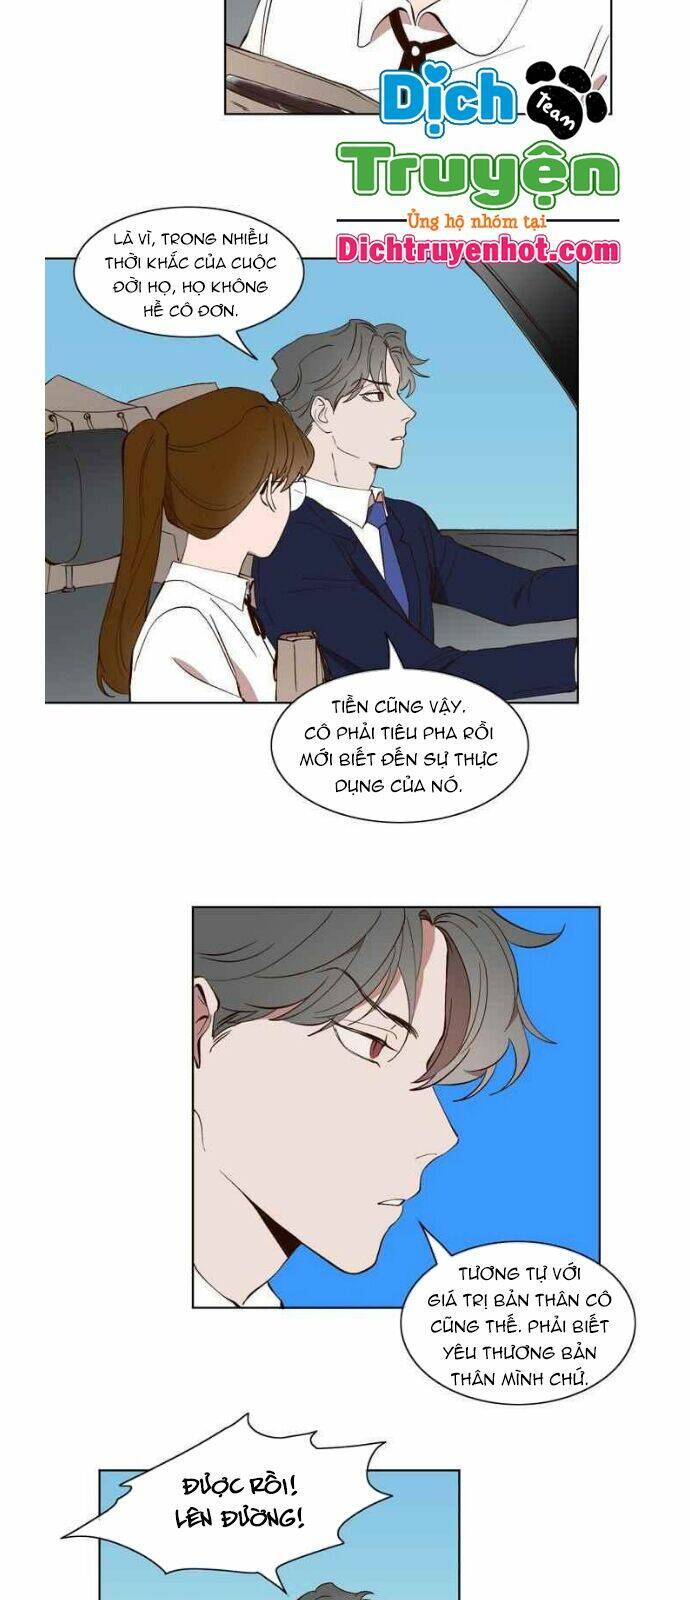 Dịch
Team
Truyện
Ủng hộ nhóm tại
Dichtruyenhot.com
LÀ VÌ, TRONG NHIỀU
THỜI KHẮC CỦA CUỘC
ĐỜI HỌ, HỌ KHÔNG
HỀ CÔ ĐƠN.
TIỀN CŨNG VẬY.
CÔ PHẢI TIÊU PHA RỒI
MỚI BIẾT ĐẾN SỰ THỰC
DỤNG CỦA NÓ.
TƯƠNG TỰ VỚI
GIÁ TRỊ BẢN THÂN CÔ
CŨNG THẾ. PHẢI BIẾT
YÊU THƯƠNG BẢN
THÂN MÌNH CHỨ.
ĐƯỢC RỒI!
LÊN ĐƯỜNG!